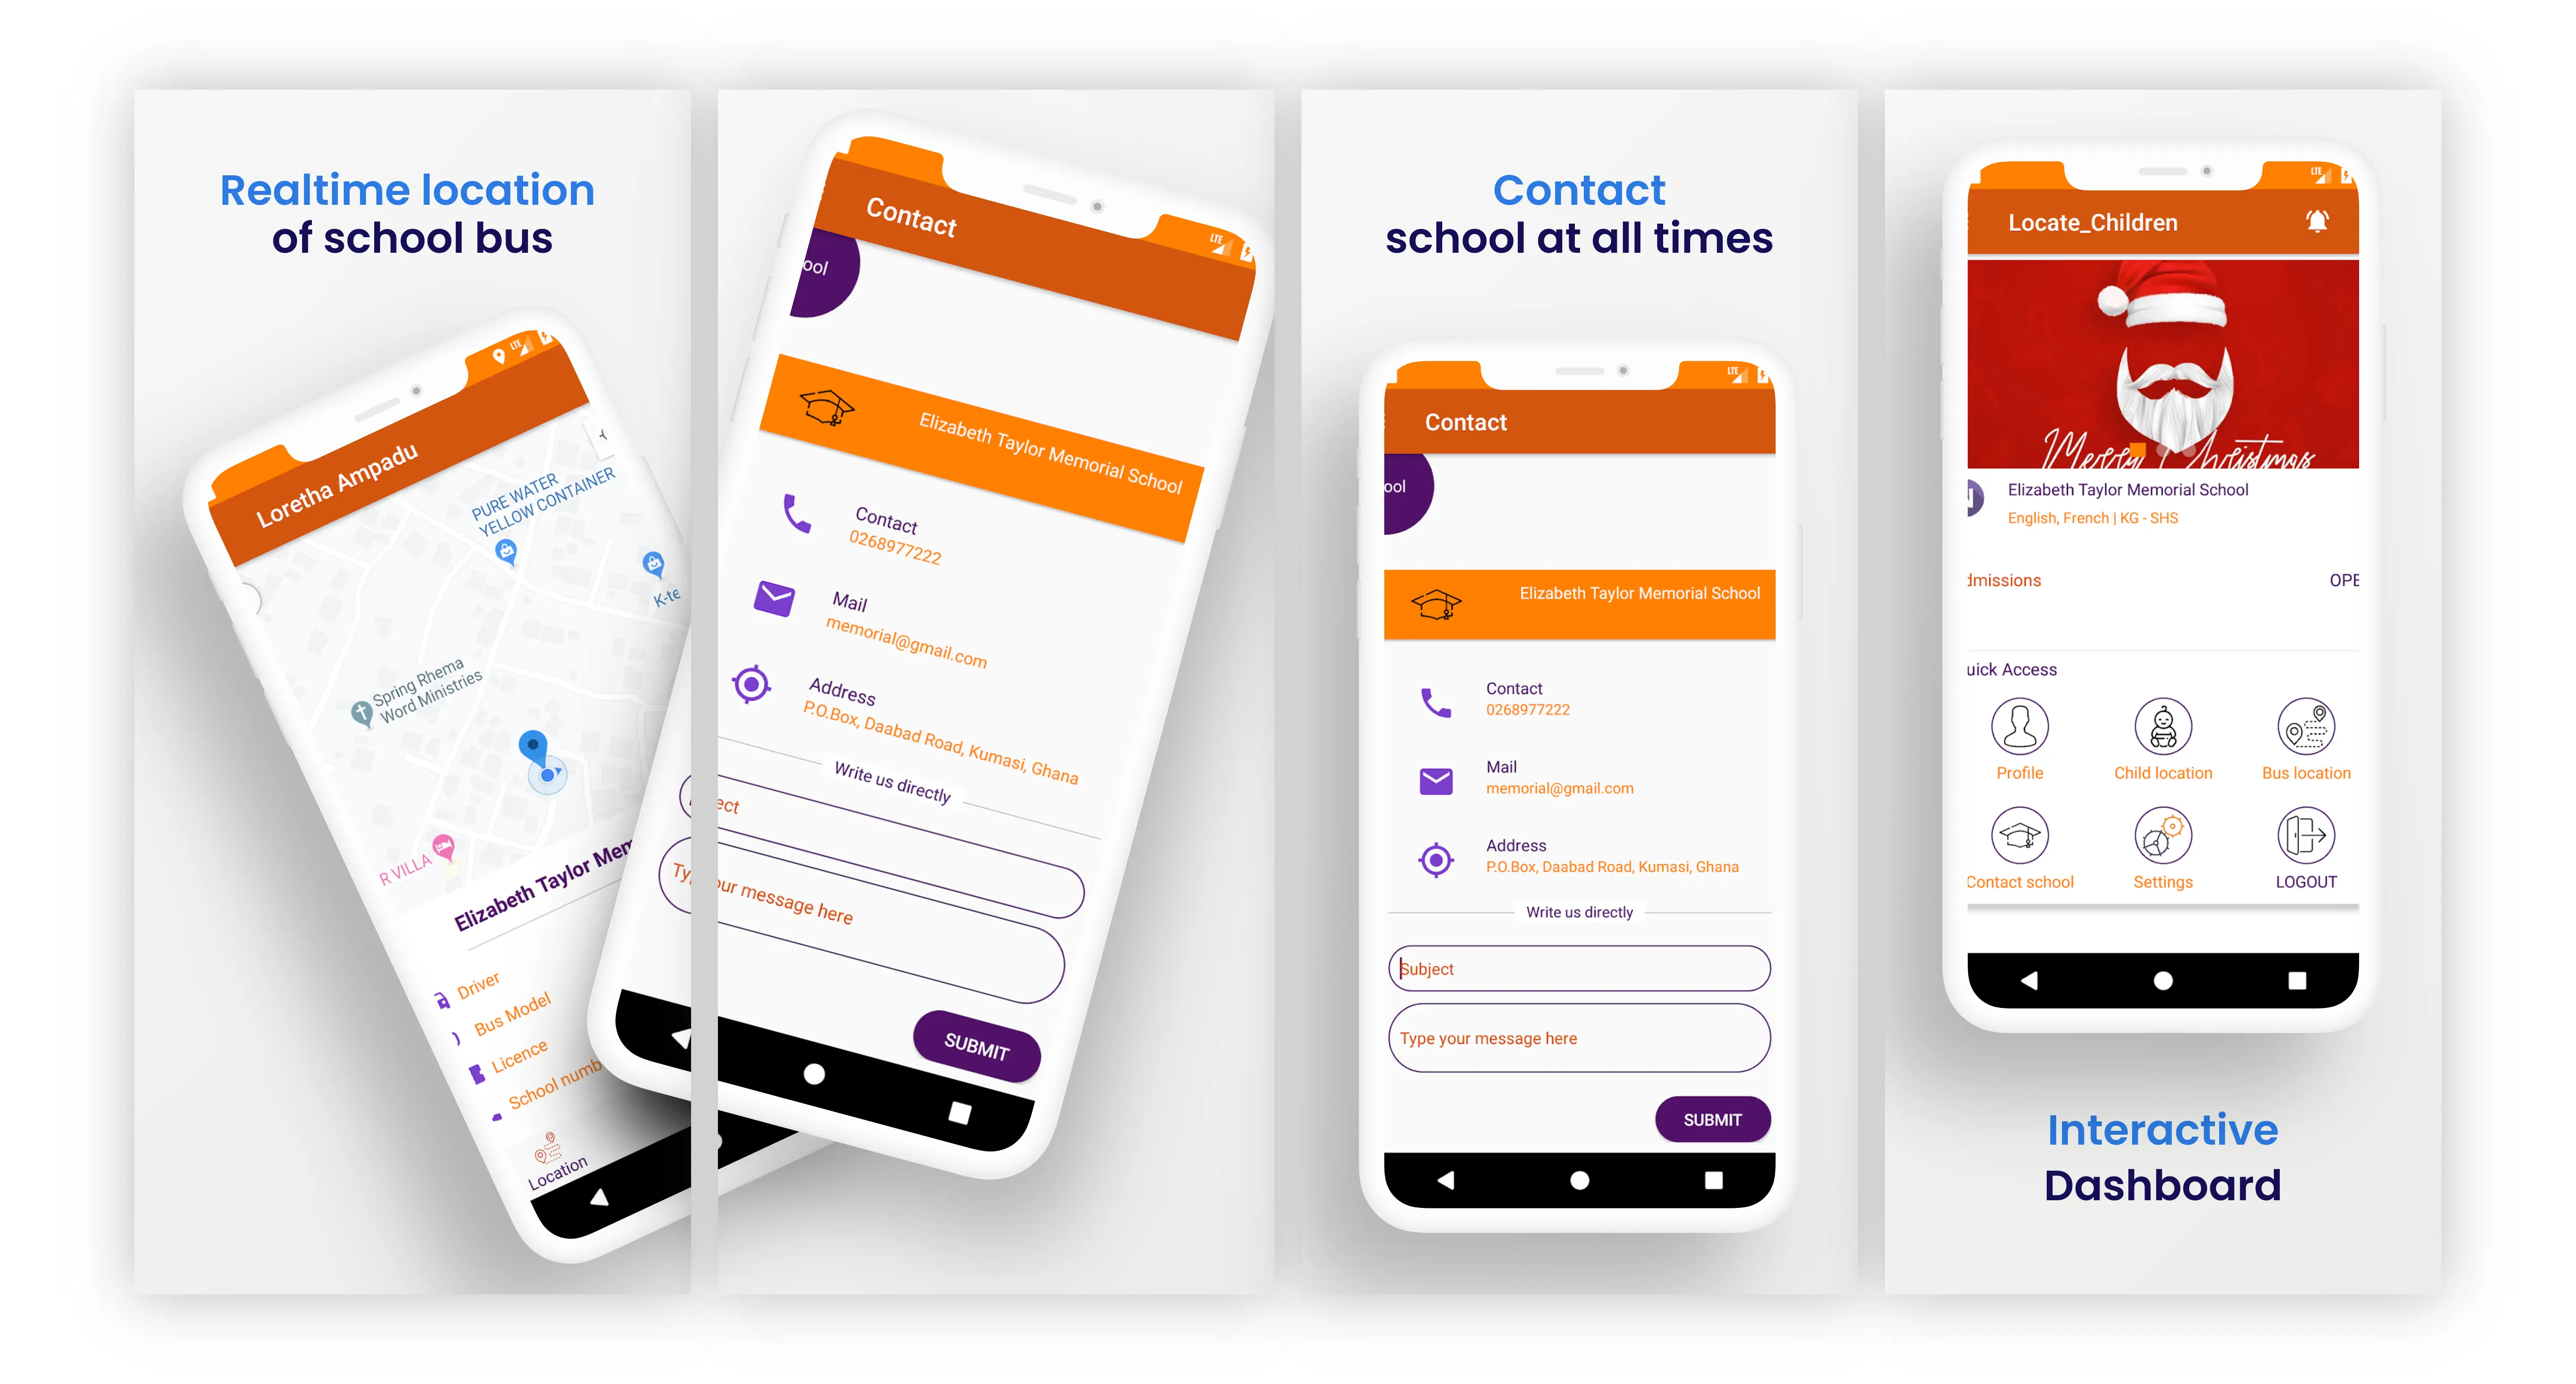 Realtime location
of school bus
LTE
Loretha Ampadu
PURE WATER
YELLOW CONTAINER
K-te
Spring Rhema
Word Ministries
R VILLA
Elizabeth Taylor Mem
Driver
Bus Model
Licence
School numb
Location
LTE
Contact
ool
Elizabeth Taylor Memorial School
Contact
0268977222
Mail
memorial@gmail.com
Address
P.O.Box, Daabad Road, Kumasi, Ghana
Write us directly
ject
Ty our message here
SUBMIT
Contact
school at all times
LTE
Contact
ool
Elizabeth Taylor Memorial School
Contact
0268977222
Mail
memorial@gmail.com
Address
P.O.Box, Daabad Road, Kumasi, Ghana
Write us directly
Subject
Type your message here
SUBMIT
LTE
Locate_Children
Merry Christmas
N
Elizabeth Taylor Memorial School
English, French | KG - SHS
dmissions OPE
uick Access
Profile Child location Bus location
Contact school Settings LOGOUT
Interactive
Dashboard